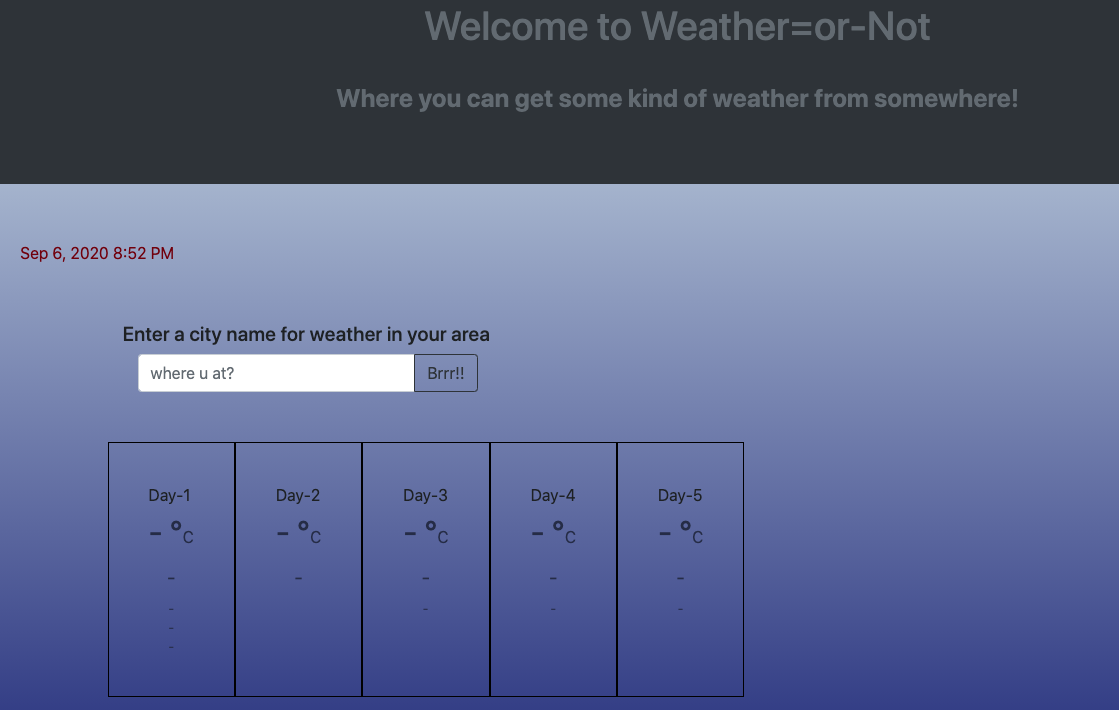 Welcome to Weather=or-Not
Where you can get some kind of weather from somewhere!
Sep 6, 2020 8:52 PM
Enter a city name for weather in your area
where u at? Brrr!!
Day-1 Day-2 Day-3 Day-4 Day-5
- °C - °C - °C - °C - °C
- - - - -
- - - -
-
-